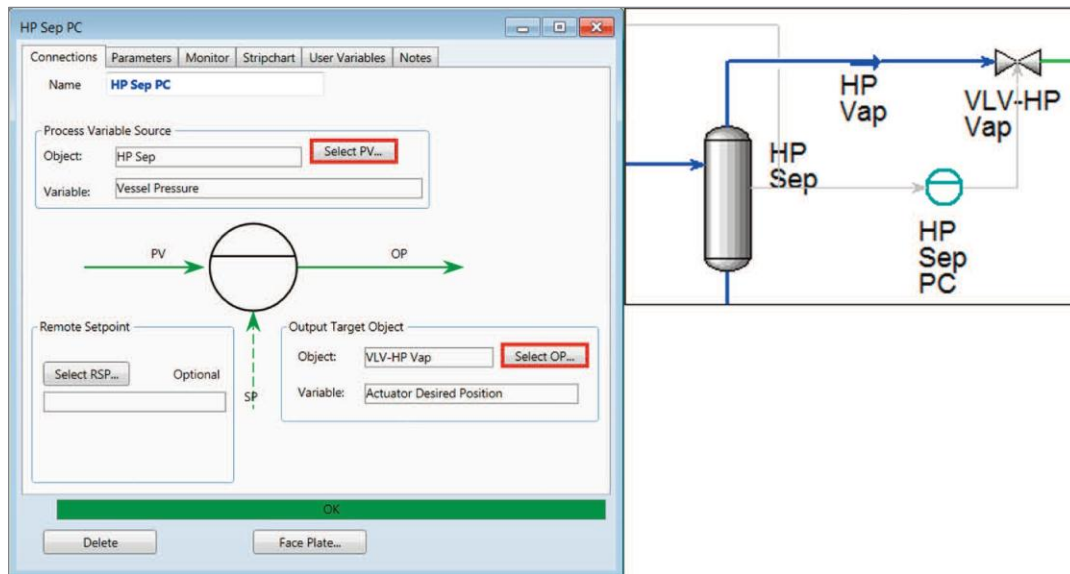 HP Sep PC
Connections Parameters Monitor Stripchart User Variables Notes
Name HP Sep PC
Process Variable Source
Object: HP Sep Select PV...
Variable: Vessel Pressure
PV OP
Remote Setpoint
Select RSP... Optional
SP
Output Target Object
Object: VLV-HP Vap Select OP...
Variable: Actuator Desired Position
OK
Delete Face Plate...
HP
Vap
VLV-HP
Vap
HP
Sep
HP
Sep
PC